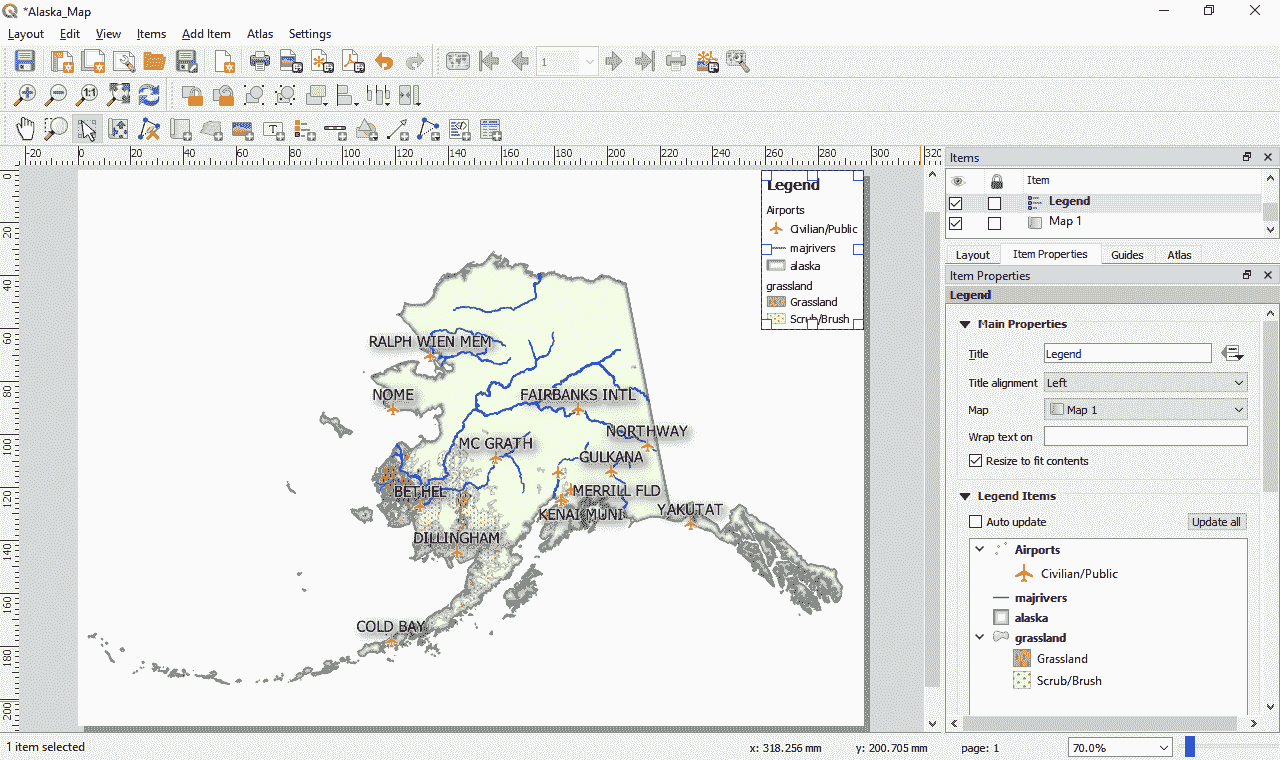 *Alaska_Map
Layout Edit View Items Add Item Atlas Settings
1
1:1
-20 0 20 40 60 80 100 120 140 160 180 200 220 240 260 280 300 320
0
20
40
60
80
100
120
140
160
180
200
Legend
Airports
Civilian/Public
majrivers
alaska
grassland
Grassland
Scrub/Brush
RALPH WIEN MEM
NOME
FAIRBANKS INTL
NORTHWAY
MC GRATH
GULKANA
BETHEL
MERRILL FLD
KENAI MUNI
YAKUTAT
DILLINGHAM
COLD BAY
Items
Item
Legend
Map 1
Layout Item Properties Guides Atlas
Item Properties
Legend
Main Properties
Title Legend
Title alignment Left
Map Map 1
Wrap text on
Resize to fit contents
Legend Items
Auto update Update all
Airports
Civilian/Public
majrivers
alaska
grassland
Grassland
Scrub/Brush
1 item selected x: 318.256 mm y: 200.705 mm page: 1 70.0%